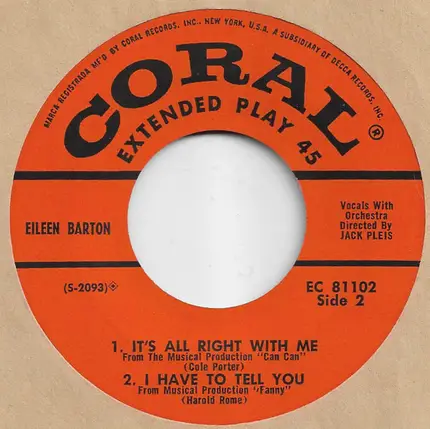 MARCA REGISTRADA MF'D BY CORAL RECORDS, INC., NEW YORK, U.S.A. A SUBSIDIARY OF DECCA RECORDS, INC.
CORAL®
EXTENDED PLAY 45
EILEEN BARTON
Vocals With
Orchestra
Directed By
JACK PLEIS
(S-2093)
EC 81102
Side 2
1. IT'S ALL RIGHT WITH ME
From The Musical Production "Can Can"
(Cole Porter)
2. I HAVE TO TELL YOU
From Musical Production "Fanny"
(Harold Rome)